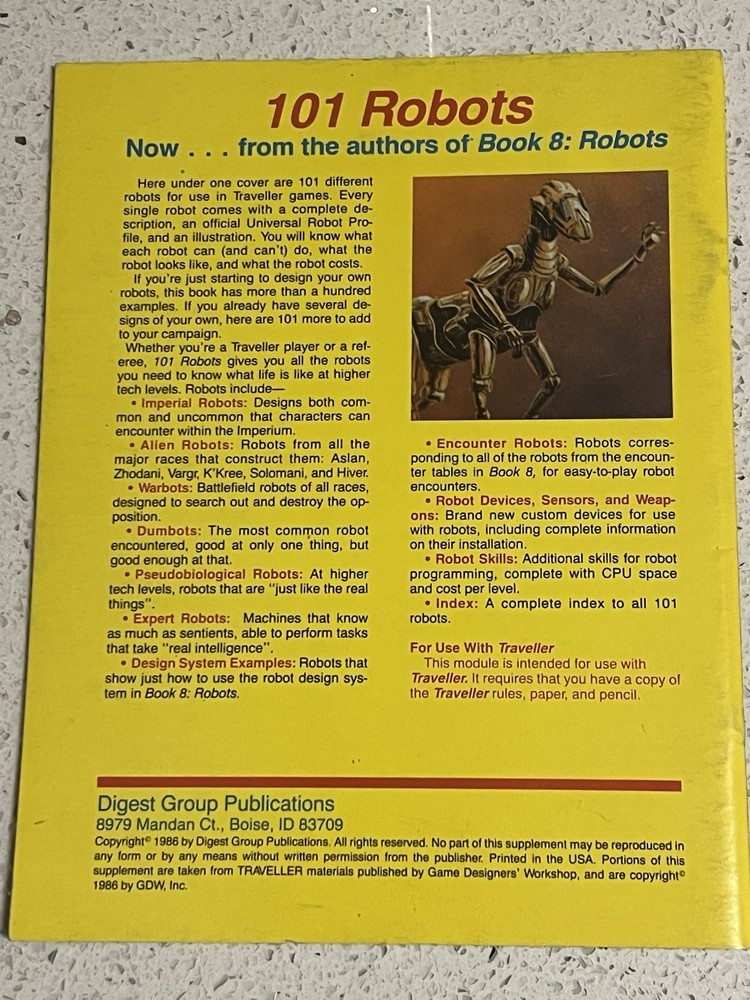 101 Robots
Now . . . from the authors of Book 8: Robots
Here under one cover are 101 different
robots for use in Traveller games. Every
single robot comes with a complete de-
scription, an official Universal Robot Pro-
file, and an illustration. You will know what
each robot can (and can't) do, what the
robot looks like, and what the robot costs.
If you're just starting to design your own
robots, this book has more than a hundred
examples. If you already have several de-
signs of your own, here are 101 more to add
to your campaign.
Whether you're a Traveller player or a ref-
eree, 101 Robots gives you all the robots
you need to know what life is like at higher
tech levels. Robots include—
• Imperial Robots: Designs both com-
mon and uncommon that characters can
encounter within the Imperium.
• Alien Robots: Robots from all the
major races that construct them: Aslan,
Zhodani, Vargr, K'Kree, Solomani, and Hiver.
• Warbots: Battlefield robots of all races,
designed to search out and destroy the op-
position.
• Dumbots: The most common robot
encountered, good at only one thing, but
good enough at that.
• Pseudobiological Robots: At higher
tech levels, robots that are "just like the real
things".
• Expert Robots: Machines that know
as much as sentients, able to perform tasks
that take "real intelligence".
• Design System Examples: Robots that
show just how to use the robot design sys-
tem in Book 8: Robots.
• Encounter Robots: Robots corres-
ponding to all of the robots from the encoun-
ter tables in Book 8, for easy-to-play robot
encounters.
• Robot Devices, Sensors, and Weap-
ons: Brand new custom devices for use
with robots, including complete information
on their installation.
• Robot Skills: Additional skills for robot
programming, complete with CPU space
and cost per level.
• Index: A complete index to all 101
robots.
For Use With Traveller
This module is intended for use with
Traveller. It requires that you have a copy of
the Traveller rules, paper, and pencil.
Digest Group Publications
8979 Mandan Ct., Boise, ID 83709
Copyright© 1986 by Digest Group Publications. All rights reserved. No part of this supplement may be reproduced in
any form or by any means without written permission from the publisher. Printed in the USA. Portions of this
supplement are taken from TRAVELLER materials published by Game Designers' Workshop, and are copyright©
1986 by GDW, Inc.